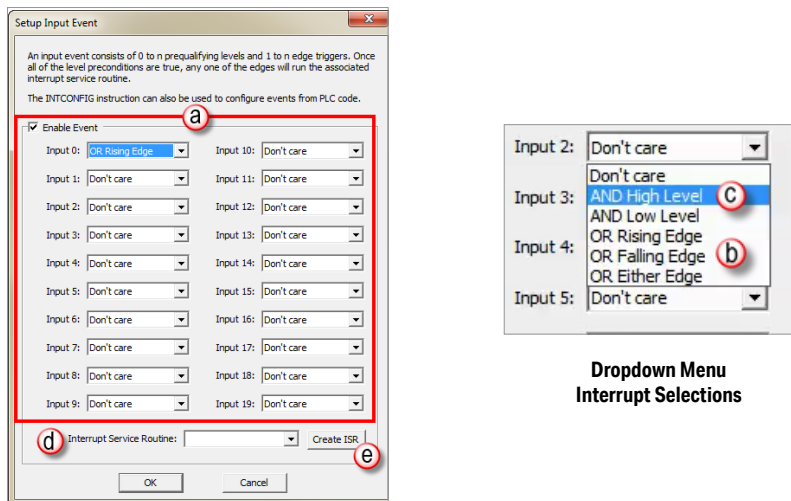 Setup Input Event
An input event consists of 0 to n prequalifying levels and 1 to n edge triggers. Once
all of the level preconditions are true, any one of the edges will run the associated
interrupt service routine.
The INTCONFIG instruction can also be used to configure events from PLC code.
a
Enable Event
Input 0: OR Rising Edge Input 10: Don't care
Input 1: Don't care Input 11: Don't care
Input 2: Don't care Input 12: Don't care
Input 3: Don't care Input 13: Don't care
Input 4: Don't care Input 14: Don't care
Input 5: Don't care Input 15: Don't care
Input 6: Don't care Input 16: Don't care
Input 7: Don't care Input 17: Don't care
Input 8: Don't care Input 18: Don't care
Input 9: Don't care Input 19: Don't care
d Interrupt Service Routine: Create ISR
e
OK Cancel
Input 2: Don't care
Don't care
Input 3: AND High Level c
AND Low Level
OR Rising Edge
Input 4: OR Falling Edge b
OR Either Edge
Input 5: Don't care
Dropdown Menu
Interrupt Selections